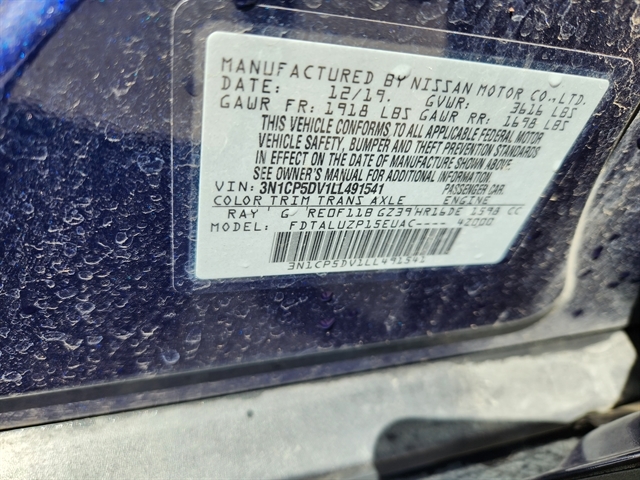 MANUFACTURED BY NISSAN MOTOR CO.,LTD.
DATE: 12/19. GVWR: 3616 LBS
GAWR FR: 1918 LBS GAWR RR: 1698 LBS
THIS VEHICLE CONFORMS TO ALL APPLICABLE FEDERAL MOTOR
VEHICLE SAFETY, BUMPER AND THEFT PREVENTION STANDARDS
IN EFFECT ON THE DATE OF MANUFACTURE SHOWN ABOVE.
SEE OWNER'S MANUAL FOR ADDITIONAL INFORMATION
VIN: 3N1CP5DV1LL491541 PASSENGER CAR
COLOR TRIM TRANS AXLE ENGINE
RAY G RE0F11B GZ39 HR16DE 1598 CC
MODEL: FDTALUZP15EUAC---- 42000
3N1CP5DV1LL491541